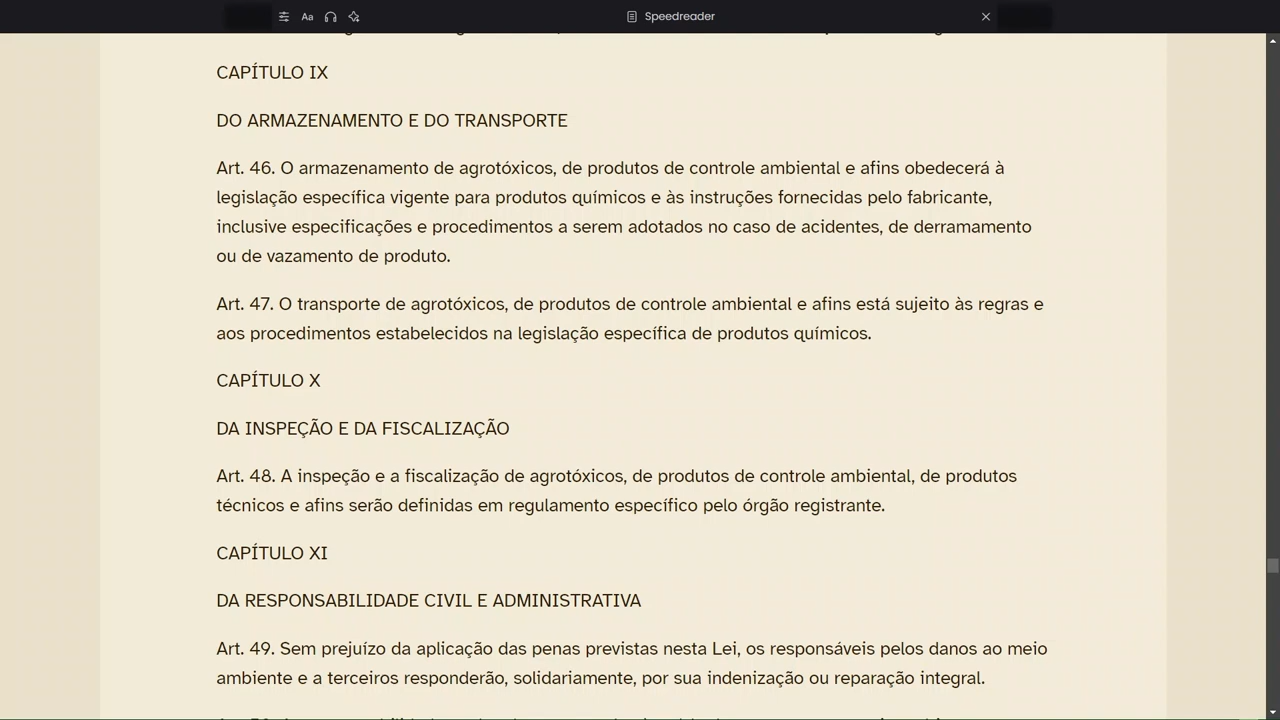 Aa
Speedreader
CAPÍTULO IX
DO ARMAZENAMENTO E DO TRANSPORTE
Art. 46. O armazenamento de agrotóxicos, de produtos de controle ambiental e afins obedecerá à
legislação específica vigente para produtos químicos e às instruções fornecidas pelo fabricante,
inclusive especificações e procedimentos a serem adotados no caso de acidentes, de derramamento
ou de vazamento de produto.
Art. 47. O transporte de agrotóxicos, de produtos de controle ambiental e afins está sujeito às regras e
aos procedimentos estabelecidos na legislação específica de produtos químicos.
CAPÍTULO X
DA INSPEÇÃO E DA FISCALIZAÇÃO
Art. 48. A inspeção e a fiscalização de agrotóxicos, de produtos de controle ambiental, de produtos
técnicos e afins serão definidas em regulamento específico pelo órgão registrante.
CAPÍTULO XI
DA RESPONSABILIDADE CIVIL E ADMINISTRATIVA
Art. 49. Sem prejuízo da aplicação das penas previstas nesta Lei, os responsáveis pelos danos ao meio
ambiente e a terceiros responderão, solidariamente, por sua indenização ou reparação integral.